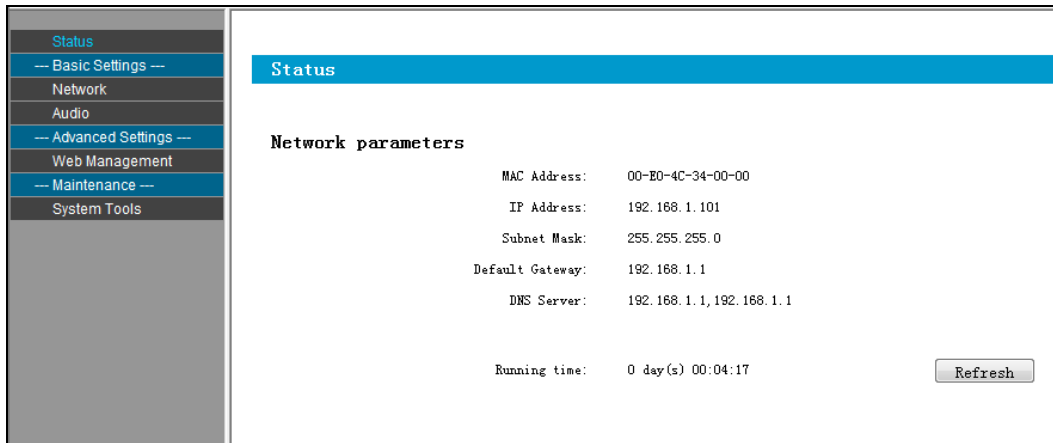 Status
--- Basic Settings ---
Network
Audio
--- Advanced Settings ---
Web Management
--- Maintenance ---
System Tools
Status
Network parameters
MAC Address: 00-E0-4C-34-00-00
IP Address: 192.168.1.101
Subnet Mask: 255.255.255.0
Default Gateway: 192.168.1.1
DNS Server: 192.168.1.1,192.168.1.1
Running time: 0 day(s) 00:04:17 Refresh